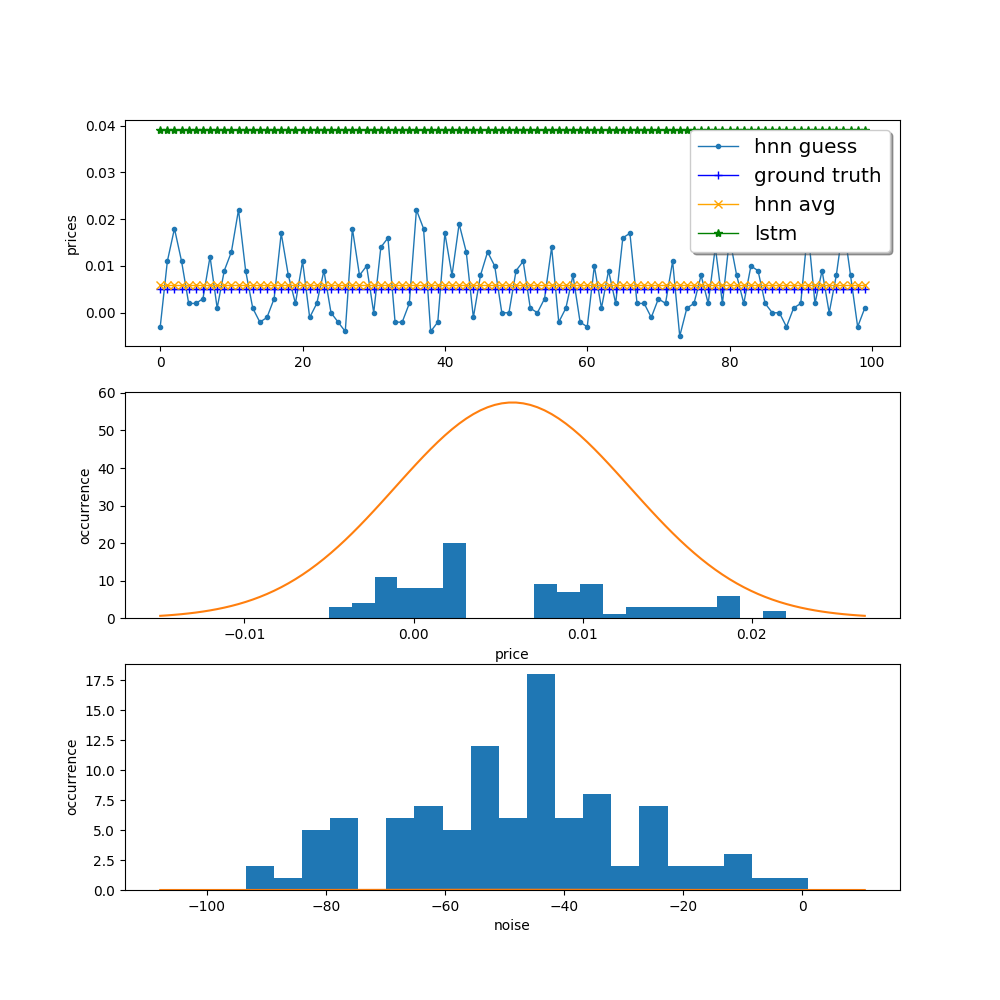 0.04
0.03
0.02
0.01
0.00
prices
hnn guess
ground truth
hnn avg
lstm
0 20 40 60 80 100
60
50
40
30
20
10
0
occurrence
−0.01 0.00 0.01 0.02
price
17.5
15.0
12.5
10.0
7.5
5.0
2.5
0.0
occurrence
−100 −80 −60 −40 −20 0
noise